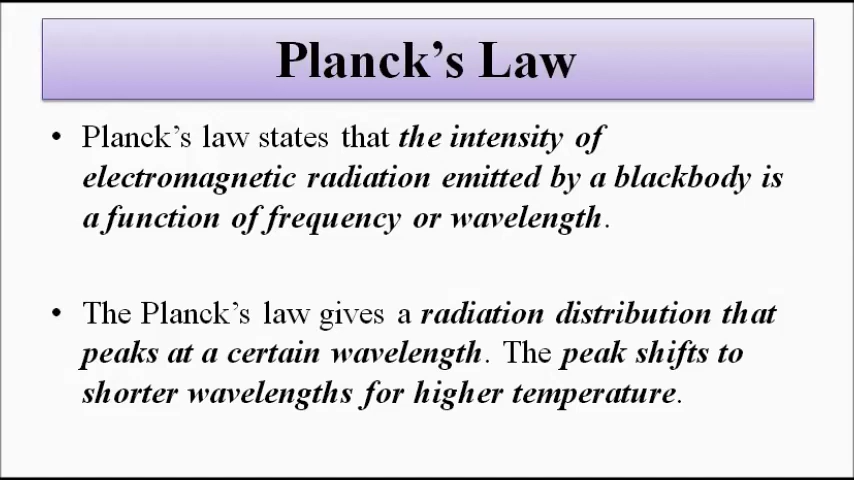 Planck’s Law
• Planck’s law states that the intensity of
electromagnetic radiation emitted by a blackbody is
a function of frequency or wavelength.
• The Planck’s law gives a radiation distribution that
peaks at a certain wavelength. The peak shifts to
shorter wavelengths for higher temperature.